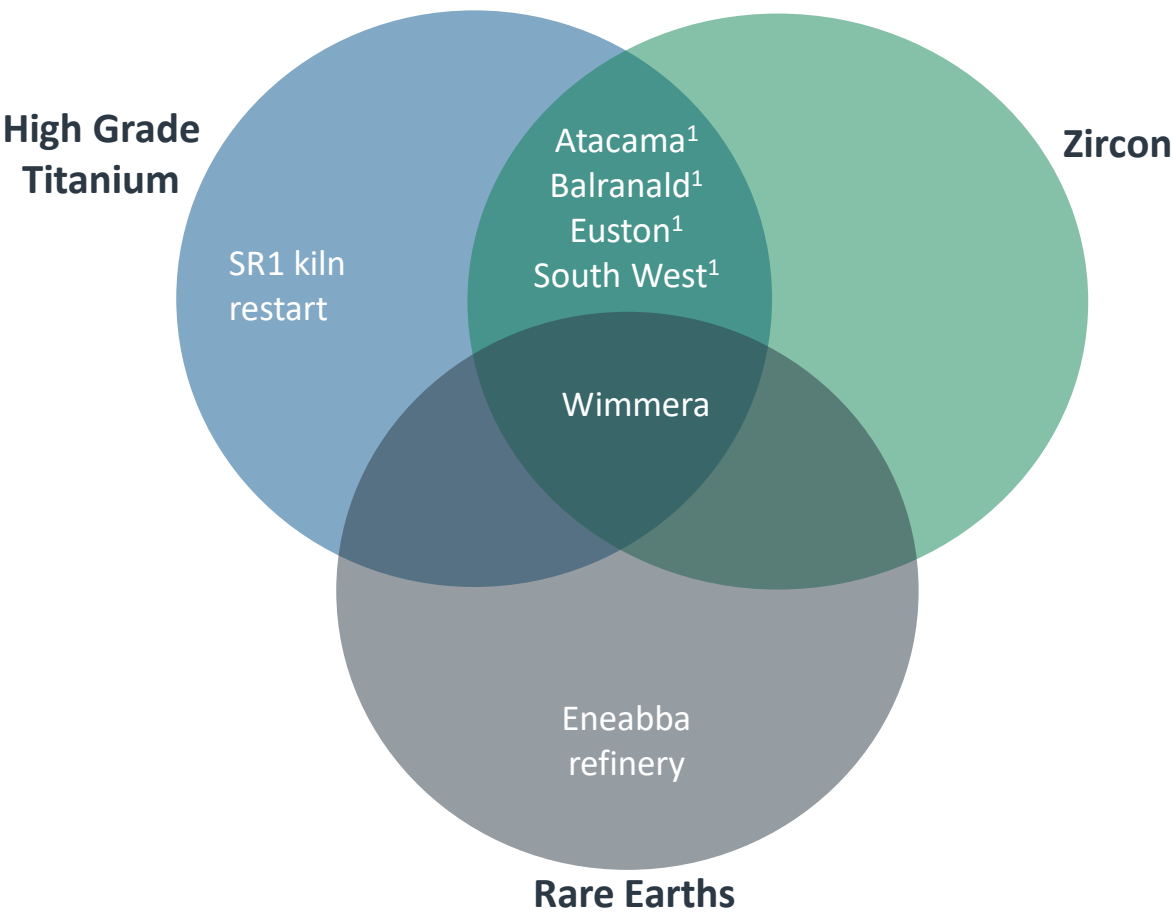 High Grade
Titanium
Zircon
Atacama¹
Balranald¹
Euston¹
South West¹
SR1 kiln
restart
Wimmera
Eneabba
refinery
Rare Earths